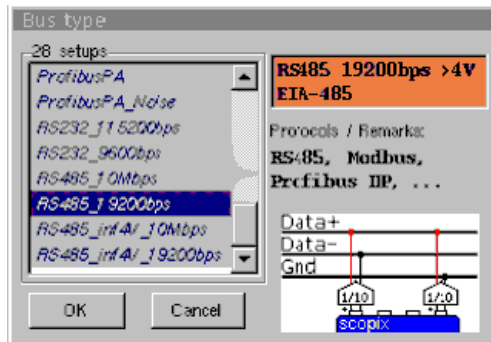 Bus type
28 setups
ProfibusPA
ProfibusPA_Noise
RS232_115200bps
RS232_9600bps
RS485_10Mbps
RS485_19200bps
RS485_inf4V_10Mbps
RS485_inf4V_19200bps
OK
Cancel
RS485 19200bps >4V
EIA-485
Protocols / Remarks:
RS485, Modbus,
Profibus DP, ...
Data+
Data-
Gnd
1/10
1/10
scopix